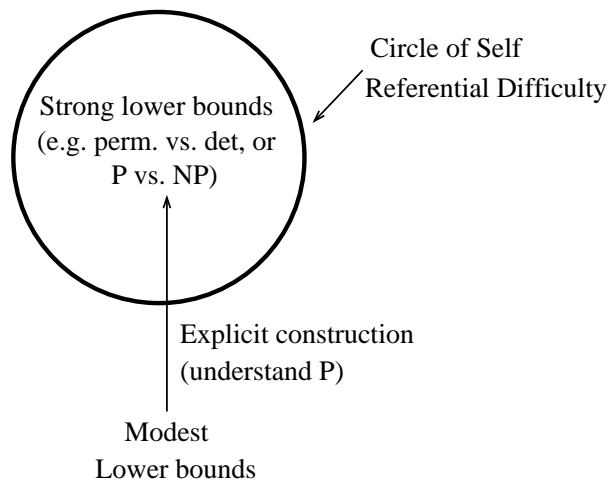 Circle of Self
Referential Difficulty
Strong lower bounds
(e.g. perm. vs. det, or
P vs. NP)
Explicit construction
(understand P)
Modest
Lower bounds